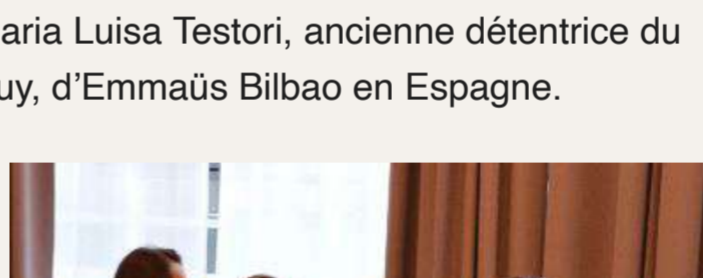 aria Luisa Testori, ancienne détentrice du
uy, d’Emmaüs Bilbao en Espagne.